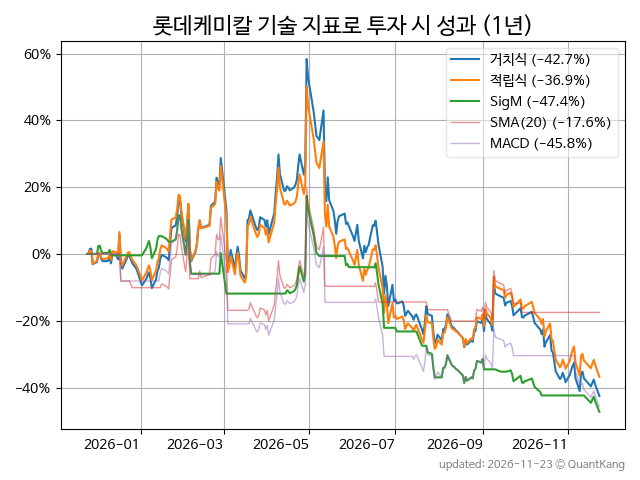 롯데케미칼 기술 지표로 투자 시 성과 (1년)
거치식 (−42.7%)
적립식 (−36.9%)
SigM (−47.4%)
SMA(20) (−17.6%)
MACD (−45.8%)
60%
40%
20%
0%
−20%
−40%
2026-01
2026-03
2026-05
2026-07
2026-09
2026-11
updated: 2026-11-23 ⓒ QuantKang